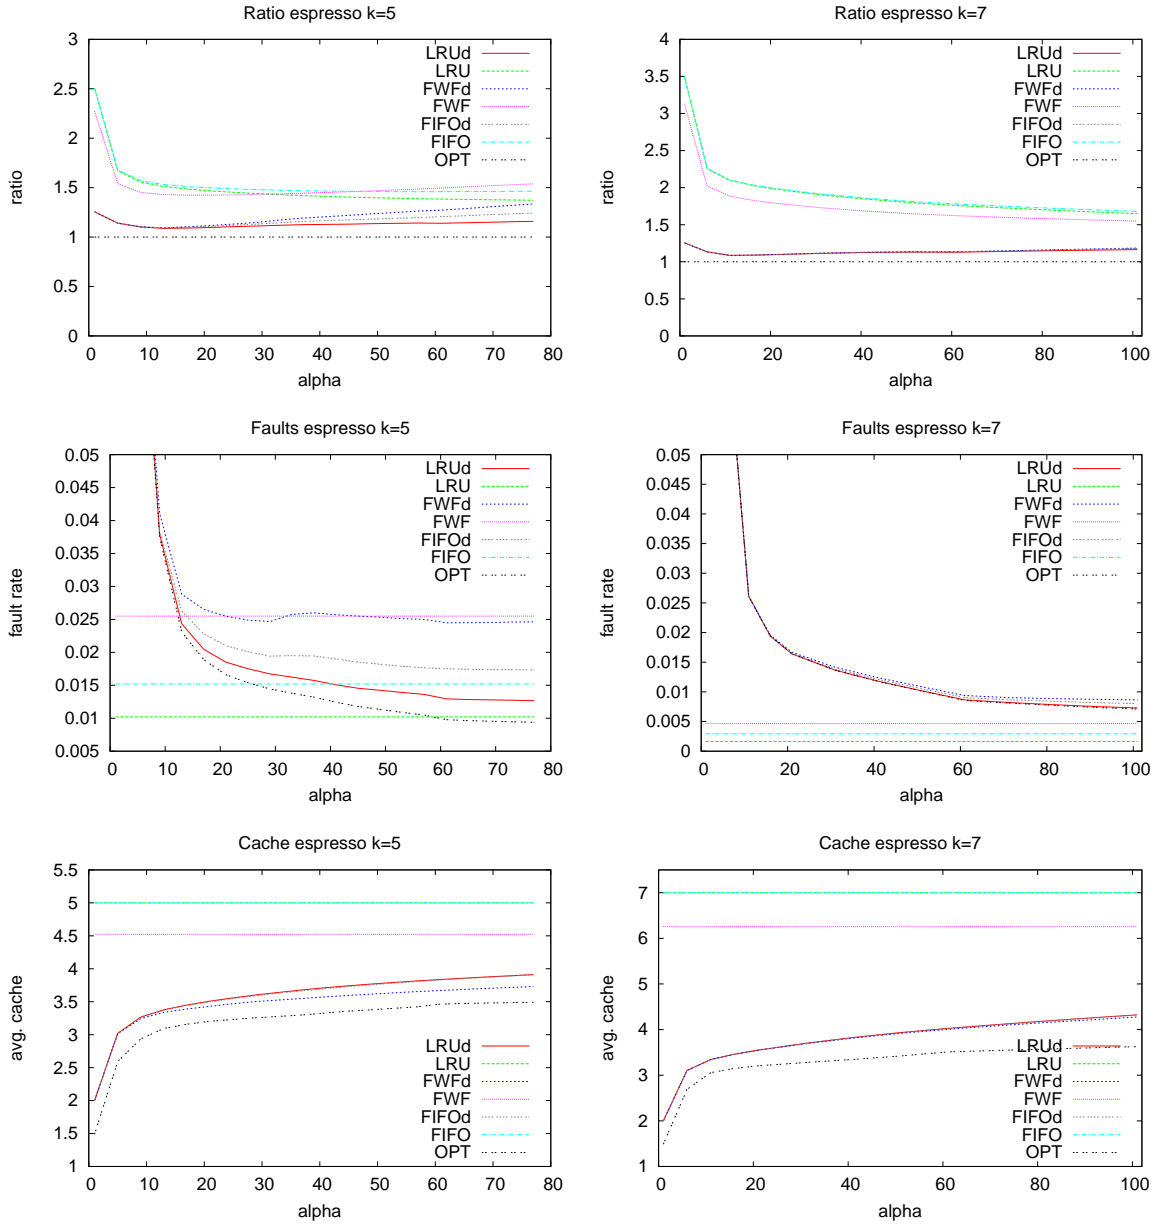 Ratio espresso k=5
3
2.5
2
1.5
1
0.5
0
ratio
LRUd
LRU
FWFd
FWF
FIFOd
FIFO
OPT
0 10 20 30 40 50 60 70 80
alpha
Ratio espresso k=7
4
3.5
3
2.5
2
1.5
1
0.5
0
ratio
LRUd
LRU
FWFd
FWF
FIFOd
FIFO
OPT
0 20 40 60 80 100
alpha
Faults espresso k=5
0.05
0.045
0.04
0.035
0.03
0.025
0.02
0.015
0.01
0.005
fault rate
LRUd
LRU
FWFd
FWF
FIFOd
FIFO
OPT
0 10 20 30 40 50 60 70 80
alpha
Faults espresso k=7
0.05
0.045
0.04
0.035
0.03
0.025
0.02
0.015
0.01
0.005
0
fault rate
LRUd
LRU
FWFd
FWF
FIFOd
FIFO
OPT
0 20 40 60 80 100
alpha
Cache espresso k=5
5.5
5
4.5
4
3.5
3
2.5
2
1.5
1
avg. cache
LRUd
LRU
FWFd
FWF
FIFOd
FIFO
OPT
0 10 20 30 40 50 60 70 80
alpha
Cache espresso k=7
7
6
5
4
3
2
1
avg. cache
LRUd
LRU
FWFd
FWF
FIFOd
FIFO
OPT
0 20 40 60 80 100
alpha